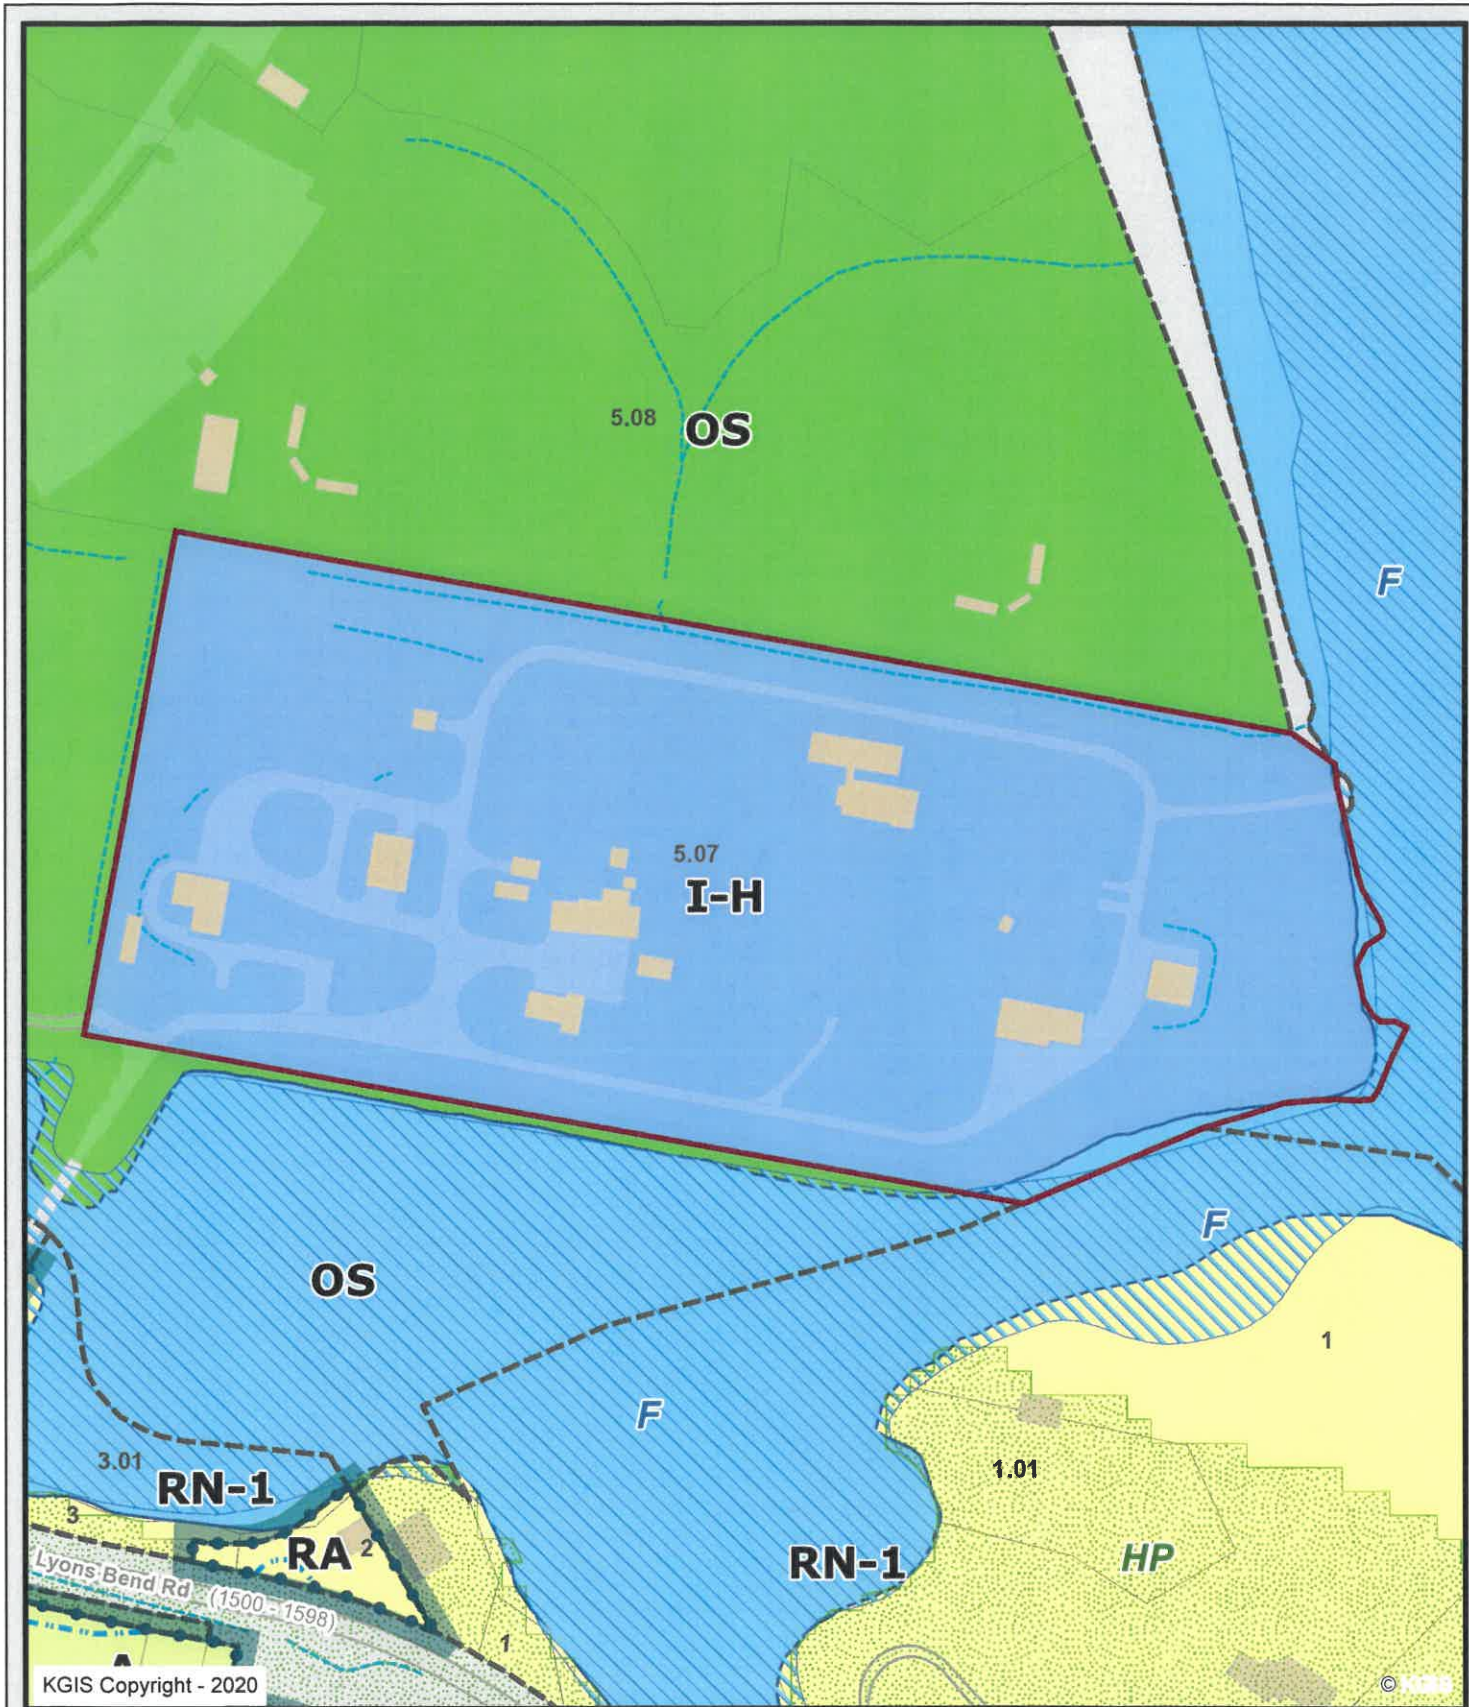 5.08
OS
F
5.07
I-H
F
OS
1
F
3.01
RN-1
1.01
3
RA
2
RN-1
HP
Lyons Bend Rd (1500 - 1598)
1
A
KGIS Copyright - 2020
© KGIS